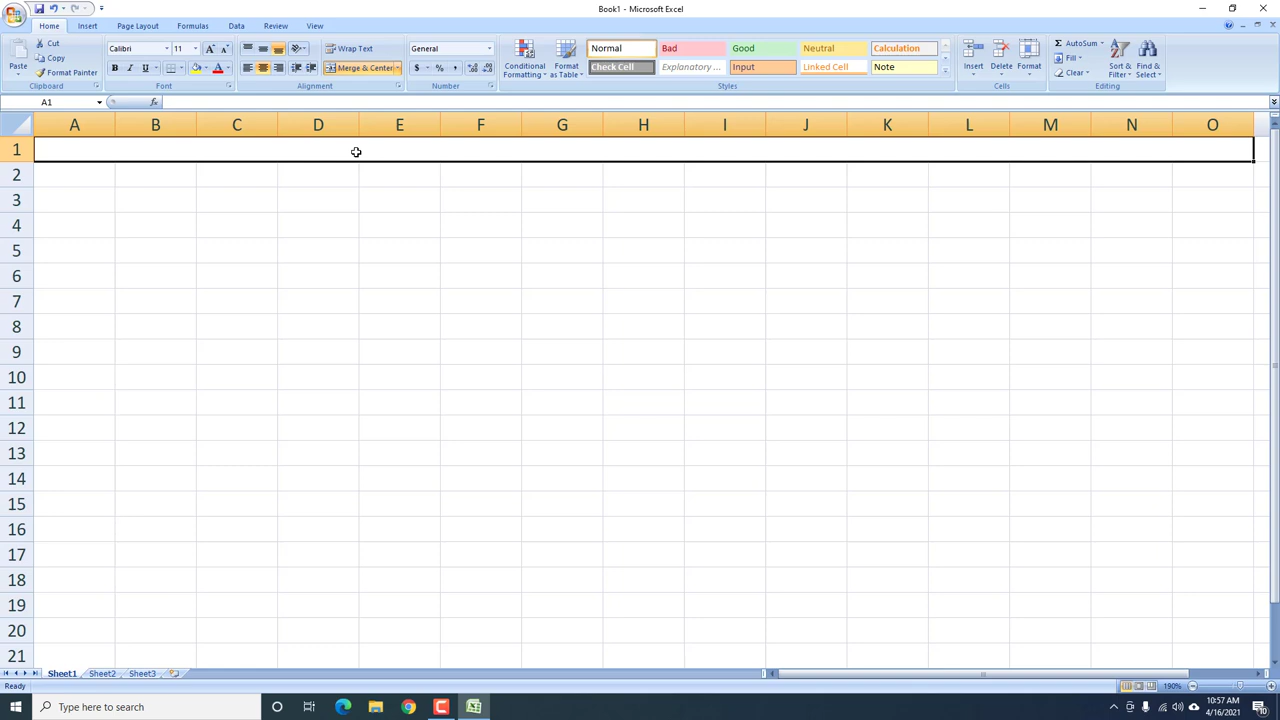 Book1 - Microsoft Excel
Home Insert Page Layout Formulas Data Review View
Paste Cut Copy Format Painter
Calibri 11
Wrap Text
Merge & Center
General
$ % ,
Conditional Formatting Format as Table
Normal Bad Good Neutral Calculation
Check Cell Explanatory ... Input Linked Cell Note
Insert Delete Format
AutoSum Fill Clear
Sort & Filter Find & Select
B I U
Clipboard Font Alignment Number Styles Cells Editing
A1 fx
A B C D E F G H I J K L M N O
1
2
3
4
5
6
7
8
9
10
11
12
13
14
15
16
17
18
19
20
21
Sheet1 Sheet2 Sheet3
Ready 190%
Type here to search
10:57 AM
4/16/2021